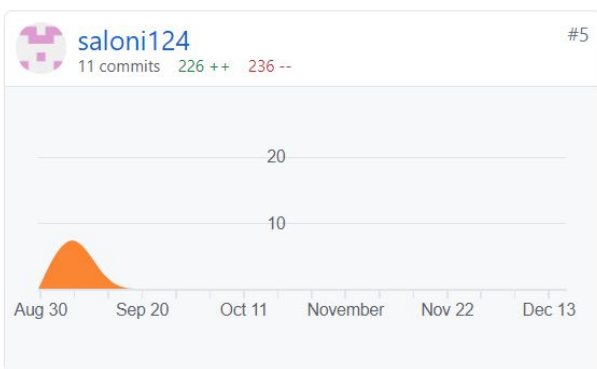 saloni124 #5
11 commits 226 ++ 236 --
20
10
Aug 30 Sep 20 Oct 11 November Nov 22 Dec 13